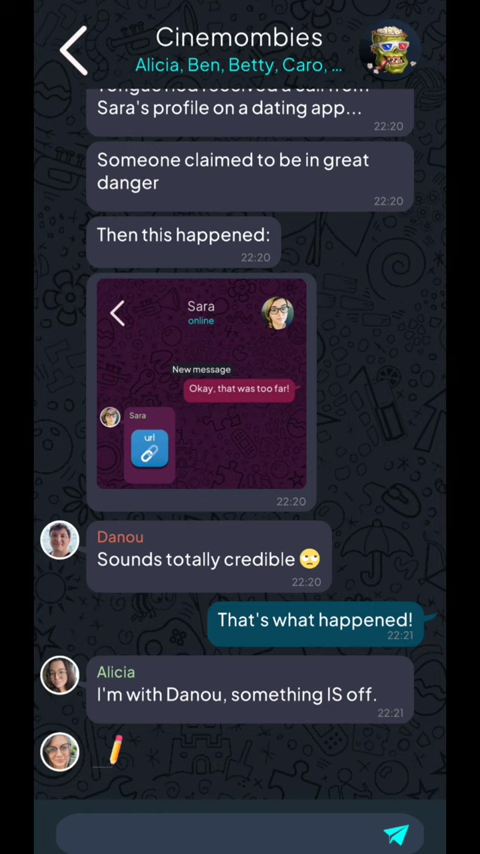 Cinemombies
Alicia, Ben, Betty, Caro, ...
Sara's profile on a dating app...
22:20
Someone claimed to be in great
danger
22:20
Then this happened:
22:20
Sara
online
New message
Okay, that was too far!
Sara
url
22:20
Danou
Sounds totally credible 🙄
22:20
That's what happened!
22:21
Alicia
I'm with Danou, something IS off.
22:21